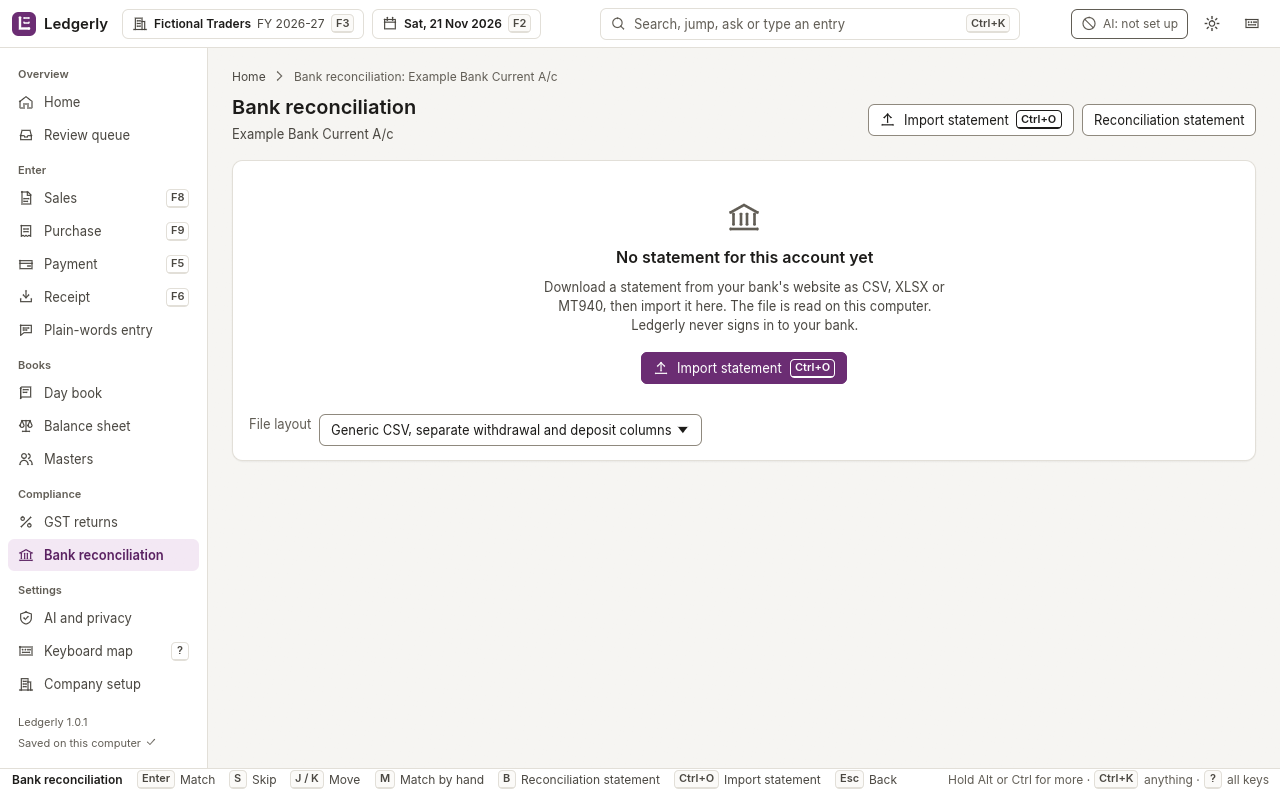 Ledgerly
Fictional Traders FY 2026-27 F3
Sat, 21 Nov 2026 F2
Search, jump, ask or type an entry Ctrl+K
AI: not set up
Overview
Home
Review queue
Enter
Sales F8
Purchase F9
Payment F5
Receipt F6
Plain-words entry
Books
Day book
Balance sheet
Masters
Compliance
GST returns
Bank reconciliation
Settings
AI and privacy
Keyboard map ?
Company setup
Ledgerly 1.0.1
Saved on this computer
Home Bank reconciliation: Example Bank Current A/c
Bank reconciliation
Example Bank Current A/c
Import statement Ctrl+O
Reconciliation statement
No statement for this account yet
Download a statement from your bank's website as CSV, XLSX or
MT940, then import it here. The file is read on this computer.
Ledgerly never signs in to your bank.
Import statement Ctrl+O
File layout Generic CSV, separate withdrawal and deposit columns
Bank reconciliation Enter Match S Skip J / K Move M Match by hand B Reconciliation statement Ctrl+O Import statement Esc Back Hold Alt or Ctrl for more · Ctrl+K anything · ? all keys